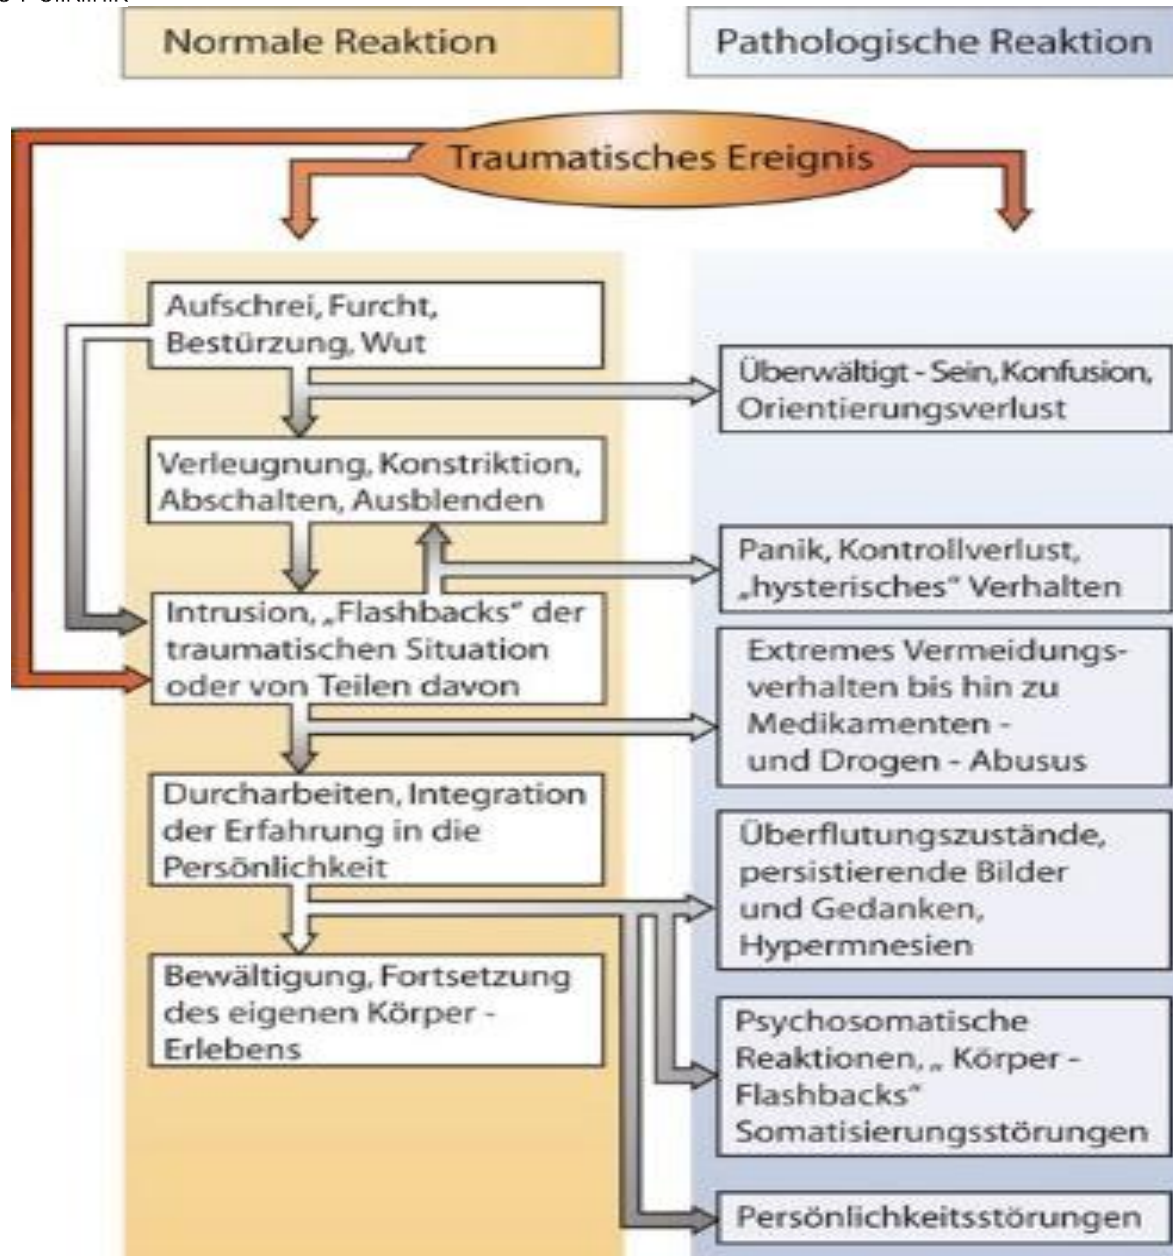 Normale Reaktion
Pathologische Reaktion
Traumatisches Ereignis
Aufschrei, Furcht,
Bestürzung, Wut
Verleugnung, Konstriktion,
Abschalten, Ausblenden
Intrusion, „Flashbacks“ der
traumatischen Situation
oder von Teilen davon
Durcharbeiten, Integration
der Erfahrung in die
Persönlichkeit
Bewältigung, Fortsetzung
des eigenen Körper -
Erlebens
Überwältigt - Sein, Konfusion,
Orientierungsverlust
Panik, Kontrollverlust,
„hysterisches“ Verhalten
Extremes Vermeidungs-
verhalten bis hin zu
Medikamenten -
und Drogen - Abusus
Überflutungszustände,
persistierende Bilder
und Gedanken,
Hypermnesien
Psychosomatische
Reaktionen, „ Körper -
Flashbacks“
Somatisierungsstörungen
Persönlichkeitsstörungen